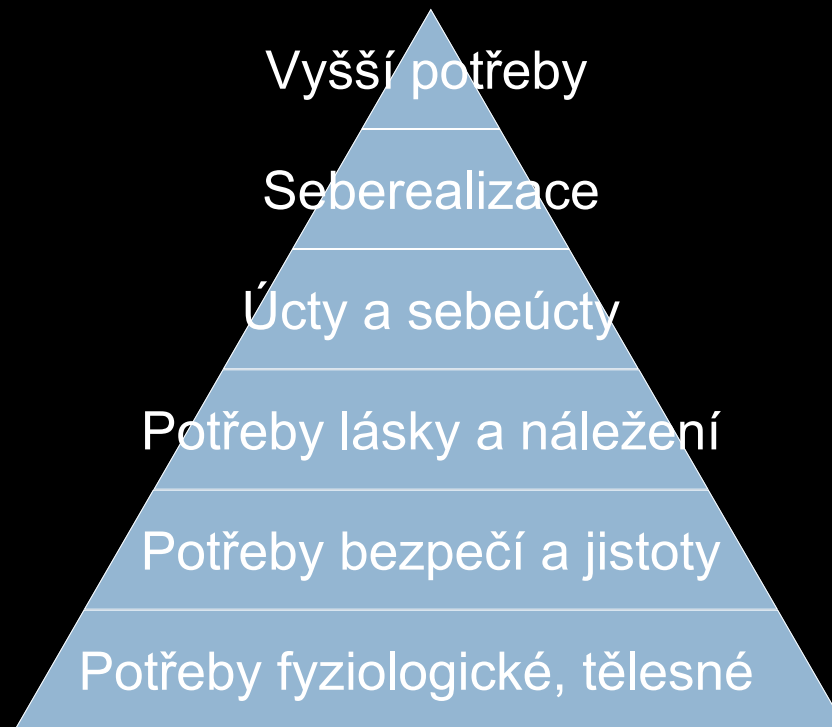 Vyšší potřeby
Seberealizace
Úcty a sebeúcty
Potřeby lásky a náležení
Potřeby bezpečí a jistoty
Potřeby fyziologické, tělesné